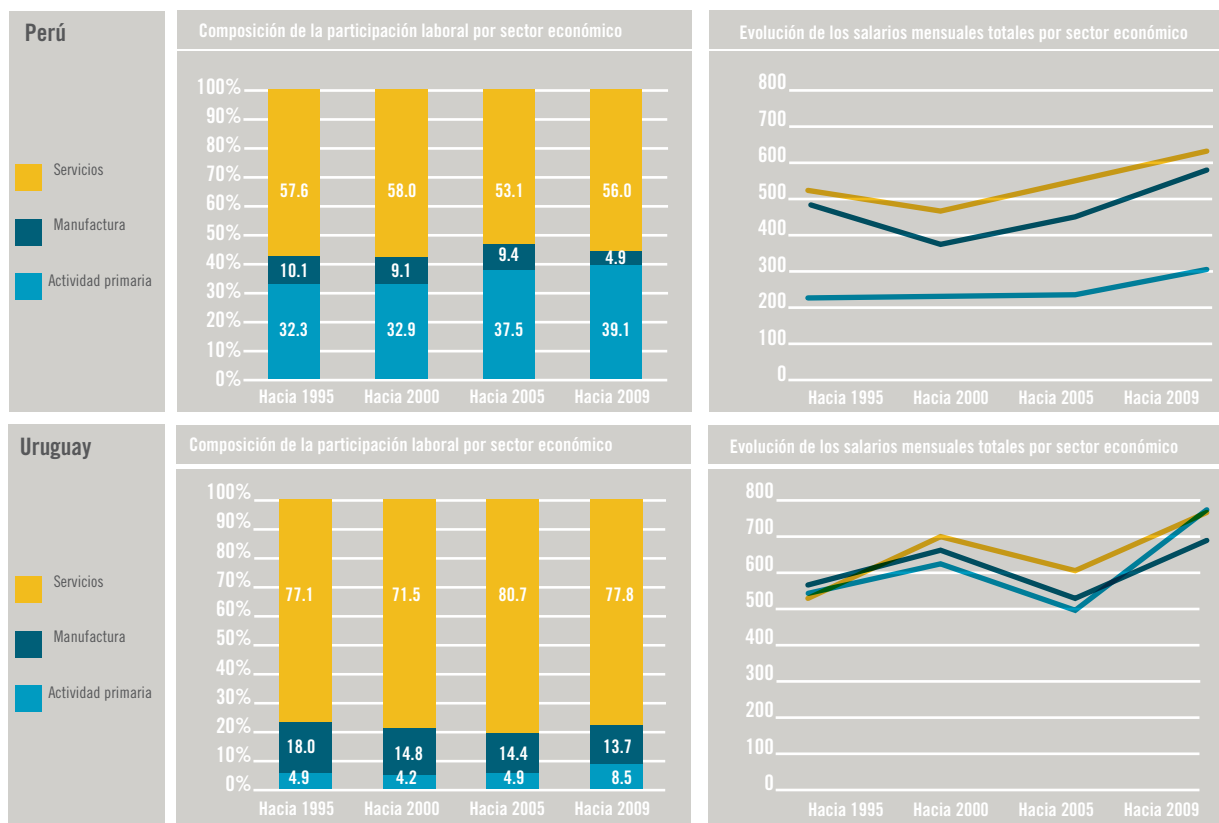 Perú
Servicios
Manufactura
Actividad primaria
Composición de la participación laboral por sector económico
100%
90%
80%
70%
60%
50%
40%
30%
20%
10%
0%
57.6
58.0
53.1
56.0
10.1
9.1
9.4
4.9
32.3
32.9
37.5
39.1
Hacia 1995
Hacia 2000
Hacia 2005
Hacia 2009
Evolución de los salarios mensuales totales por sector económico
800
700
600
500
400
300
200
100
0
Hacia 1995
Hacia 2000
Hacia 2005
Hacia 2009
Uruguay
Servicios
Manufactura
Actividad primaria
Composición de la participación laboral por sector económico
100%
90%
80%
70%
60%
50%
40%
30%
20%
10%
0%
77.1
71.5
80.7
77.8
18.0
14.8
14.4
13.7
4.9
4.2
4.9
8.5
Hacia 1995
Hacia 2000
Hacia 2005
Hacia 2009
Evolución de los salarios mensuales totales por sector económico
800
700
600
500
400
300
200
100
0
Hacia 1995
Hacia 2000
Hacia 2005
Hacia 2009